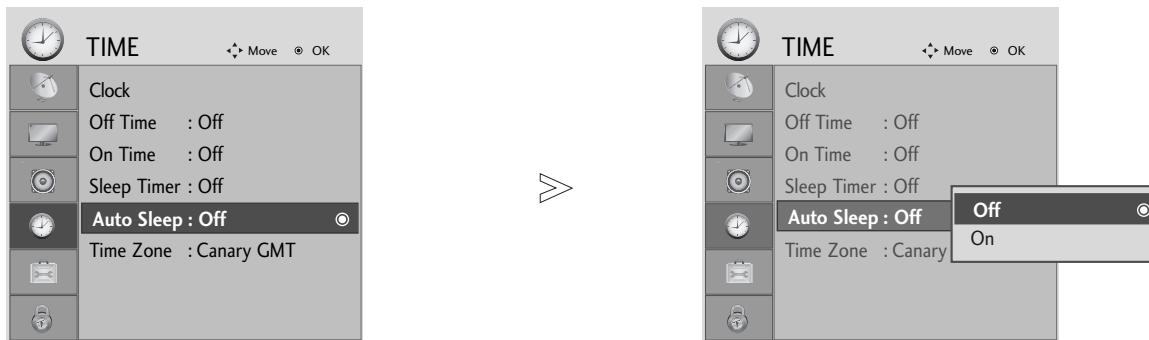 TIME Move OK
Clock
Off Time : Off
On Time : Off
Sleep Timer : Off
Auto Sleep : Off
Time Zone : Canary GMT
TIME Move OK
Clock
Off Time : Off
On Time : Off
Sleep Timer : Off
Auto Sleep : Off
Time Zone : Canary
Off
On